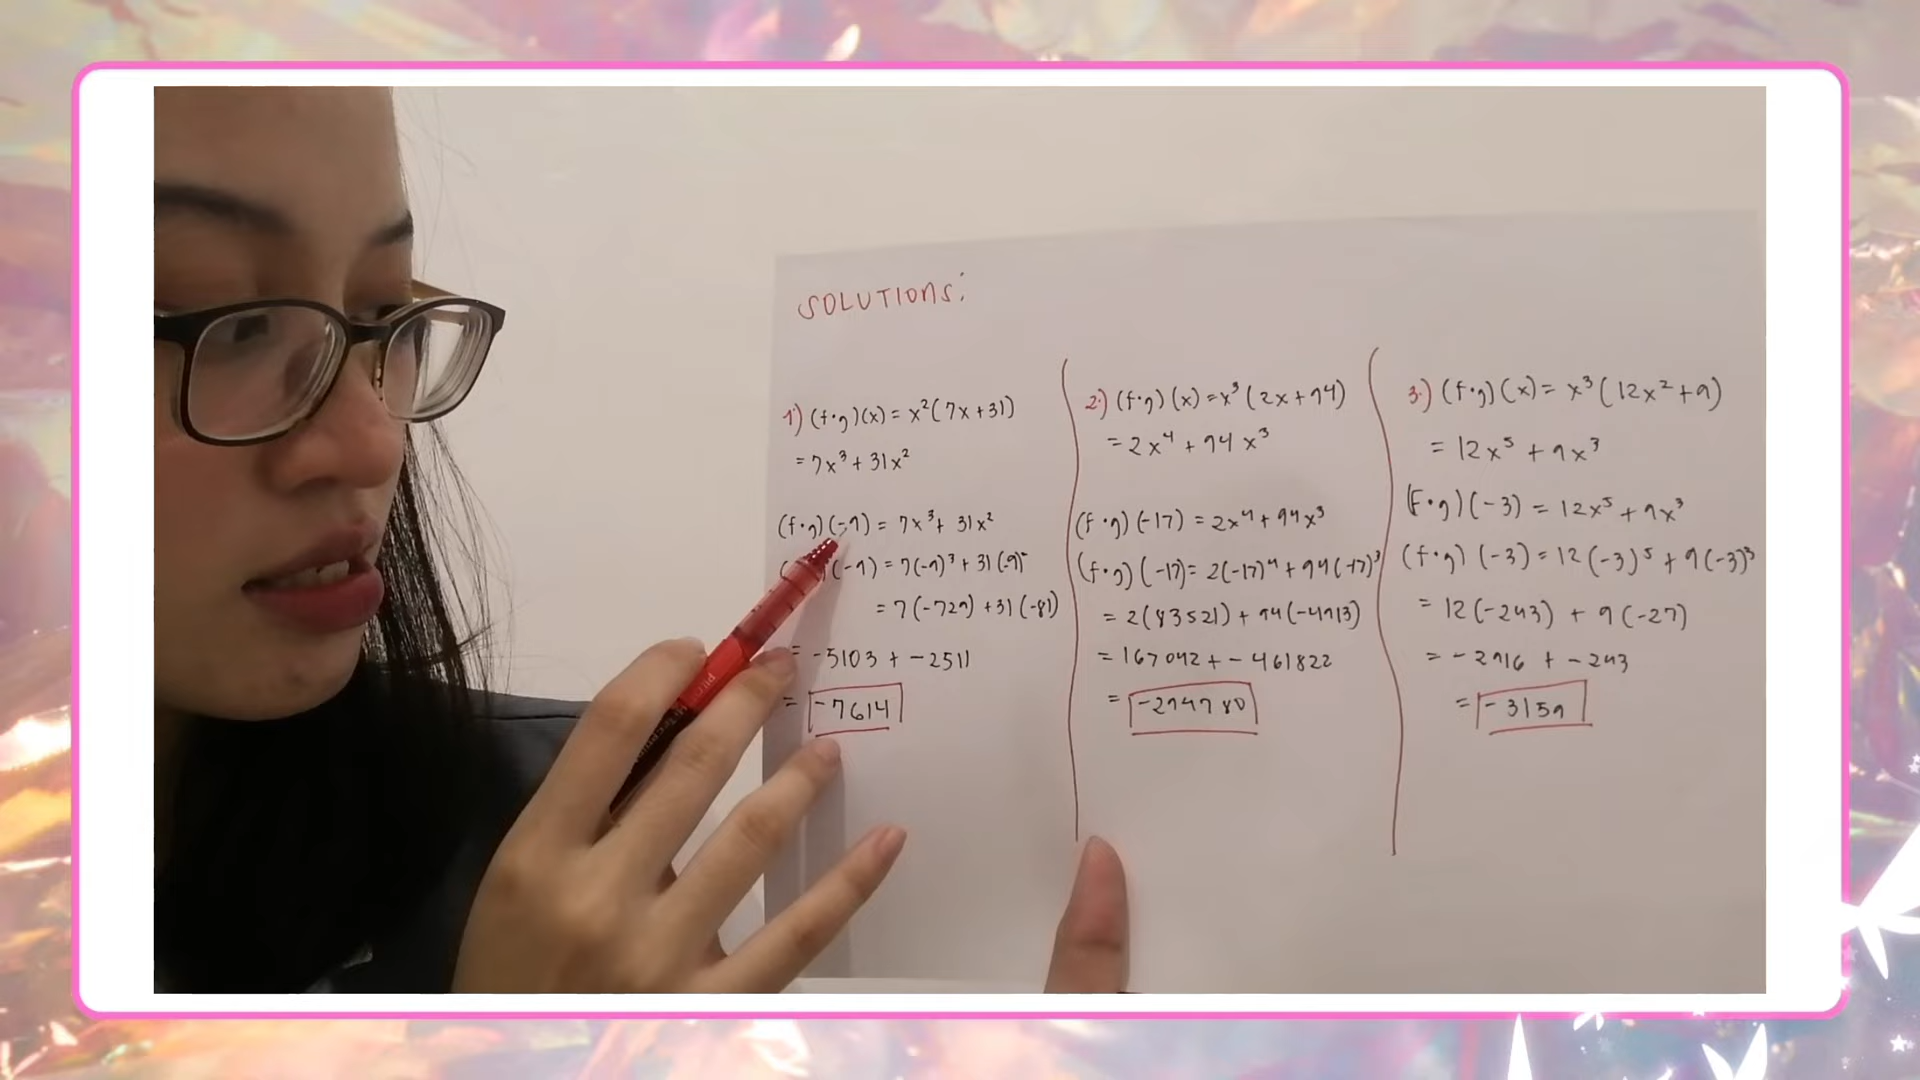 SOLUTIONS:
1.) (f·g)(x) = x²(7x+31)
= 7x³ + 31x²
(f·g)(-9) = 7x³ + 31x²
(-9) = 7(-9)³ + 31(-9)²
= 7(-729) + 31(-81)
= -5103 + -2511
= -7614
2.) (f·g)(x) = x³(2x+94)
= 2x⁴ + 94x³
(f·g)(-17) = 2x⁴ + 94x³
(f·g)(-17) = 2(-17)⁴ + 94(-17)³
= 2(83521) + 94(-4913)
= 167042 + -461822
= -294780
3.) (f·g)(x) = x³(12x²+9)
= 12x⁵ + 9x³
(f·g)(-3) = 12x⁵ + 9x³
(f·g)(-3) = 12(-3)⁵ + 9(-3)³
= 12(-243) + 9(-27)
= -2916 + -243
= -3159